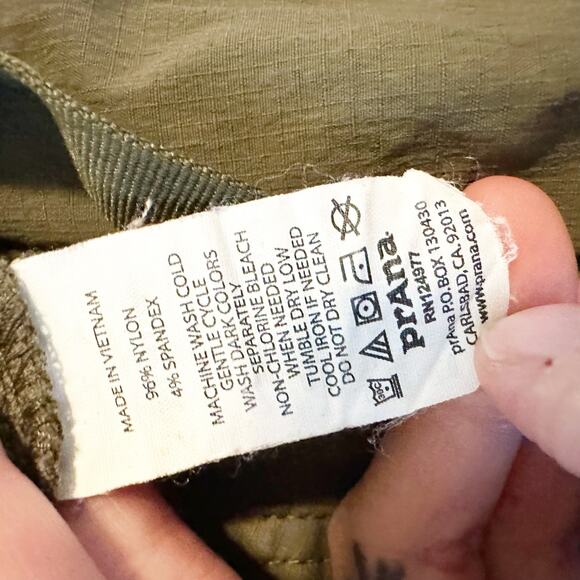 MADE IN VIETNAM
96% NYLON
4% SPANDEX
MACHINE WASH COLD
GENTLE CYCLE
DARK COLORS
WASH SEPARATELY
NON-CHLORINE BLEACH
WHEN NEEDED
TUMBLE DRY LOW
COOL IRON IF NEEDED
DO NOT DRY CLEAN
30C
prAna
RN124977
prAna P.O. BOX 130430
CARLSBAD, CA. 92013
www.prana.com